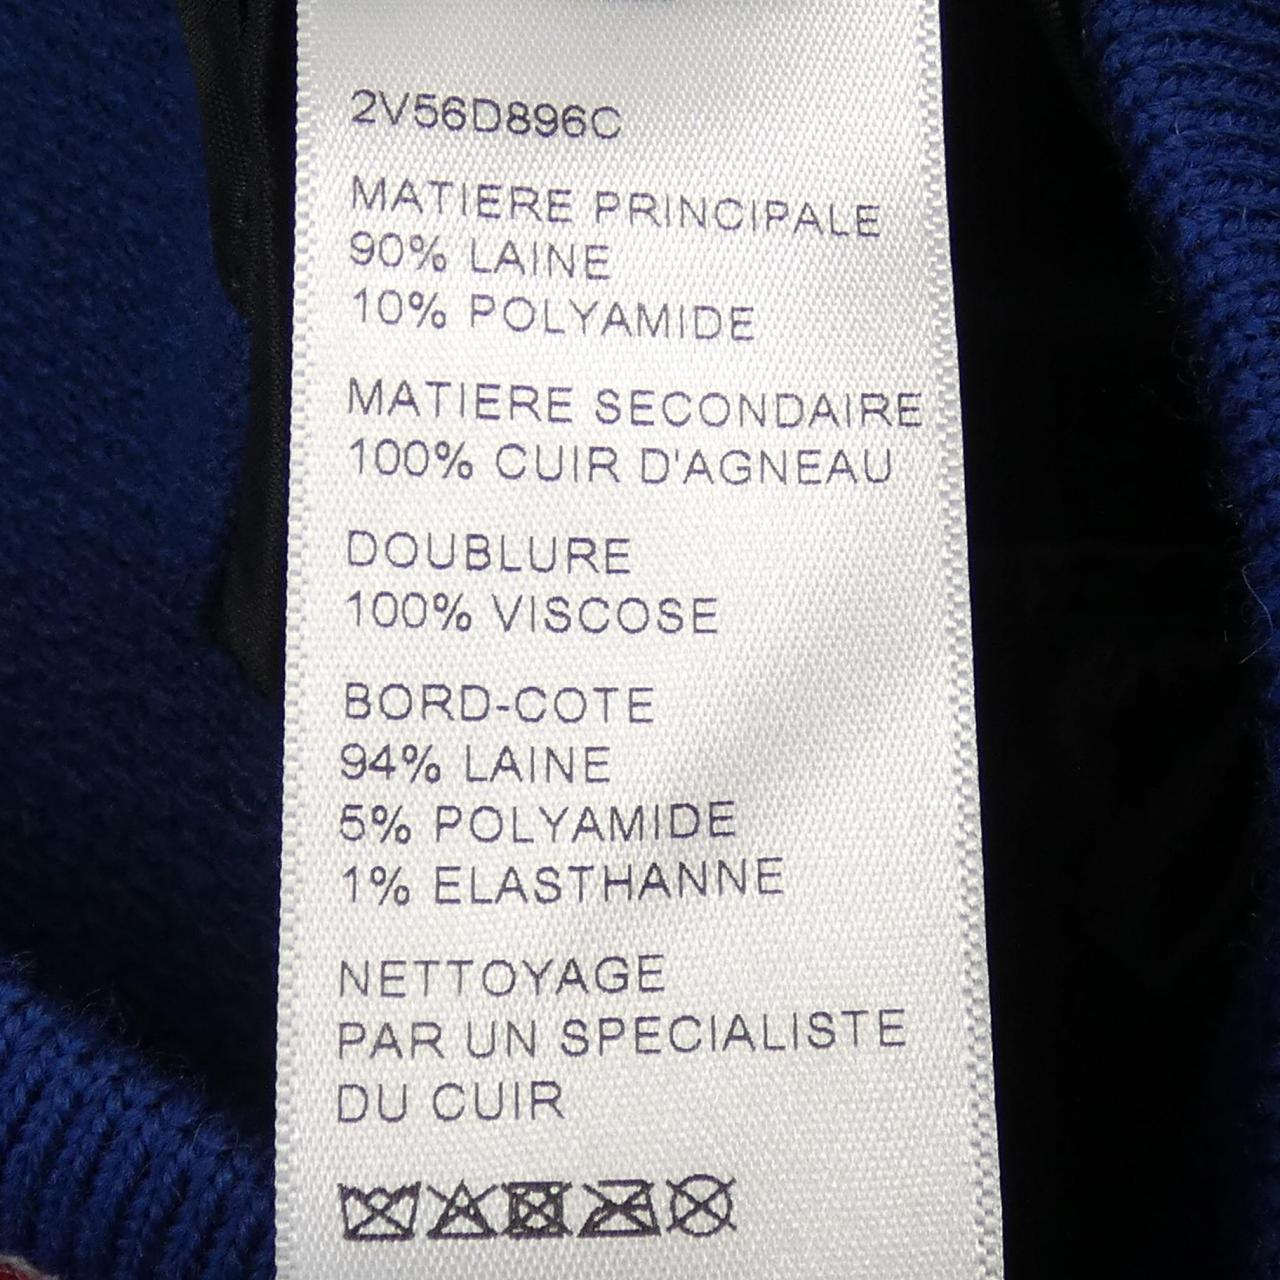 2V56D896C
MATIERE PRINCIPALE
90% LAINE
10% POLYAMIDE
MATIERE SECONDAIRE
100% CUIR D'AGNEAU
DOUBLURE
100% VISCOSE
BORD-COTE
94% LAINE
5% POLYAMIDE
1% ELASTHANNE
NETTOYAGE
PAR UN SPECIALISTE
DU CUIR